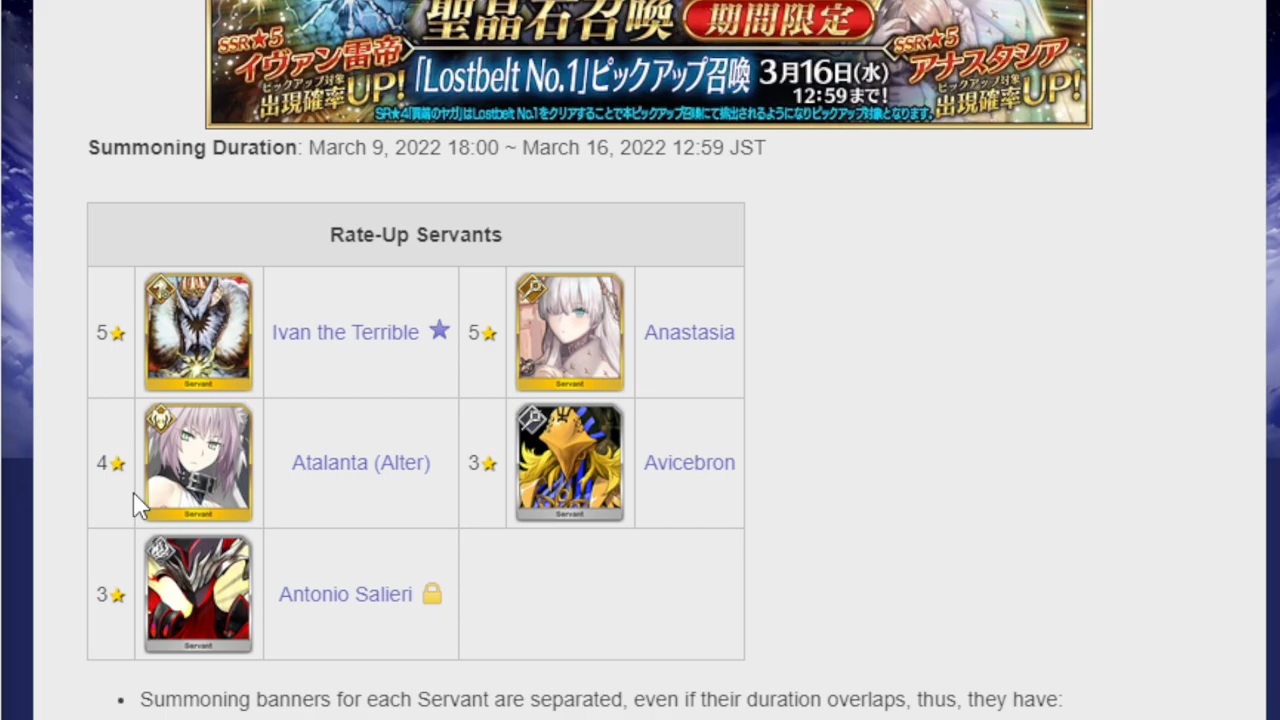 聖晶石召喚 期間限定
SSR★5
イヴァン雷帝
ピックアップ対象
出現確率UP!
「Lostbelt No.1」ピックアップ召喚 3月16日(水)
12:59まで!
SSR★5
アナスタシア
ピックアップ対象
出現確率UP!
SR★4「異聞のヤガ」はLostbelt No.1をクリアすることで本ピックアップ召喚にて排出されるようになりピックアップ対象となります。
Summoning Duration: March 9, 2022 18:00 ~ March 16, 2022 12:59 JST
Rate-Up Servants
5 Servant Ivan the Terrible 5 Servant Anastasia
4 Servant Atalanta (Alter) 3 Servant Avicebron
3 Servant Antonio Salieri
• Summoning banners for each Servant are separated, even if their duration overlaps, thus, they have: